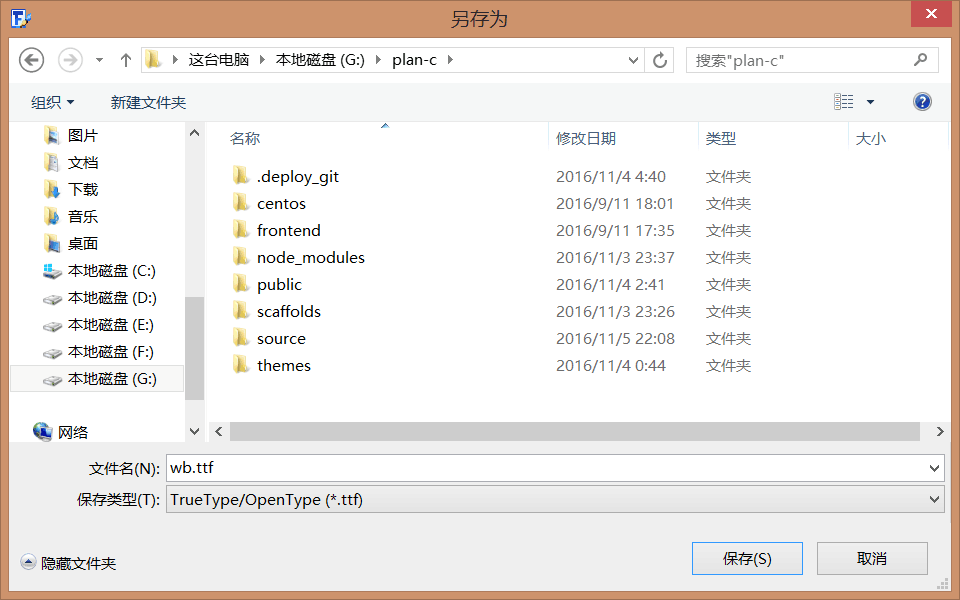 另存为
这台电脑 本地磁盘 (G:) plan-c 搜索"plan-c"
组织 新建文件夹
图片
文档
下载
音乐
桌面
本地磁盘 (C:)
本地磁盘 (D:)
本地磁盘 (E:)
本地磁盘 (F:)
本地磁盘 (G:)
网络
名称 修改日期 类型 大小
.deploy_git 2016/11/4 4:40 文件夹
centos 2016/9/11 18:01 文件夹
frontend 2016/9/11 17:35 文件夹
node_modules 2016/11/3 23:37 文件夹
public 2016/11/4 2:41 文件夹
scaffolds 2016/11/3 23:26 文件夹
source 2016/11/5 22:08 文件夹
themes 2016/11/4 0:44 文件夹
文件名(N): wb.ttf
保存类型(T): TrueType/OpenType (*.ttf)
隐藏文件夹 保存(S) 取消